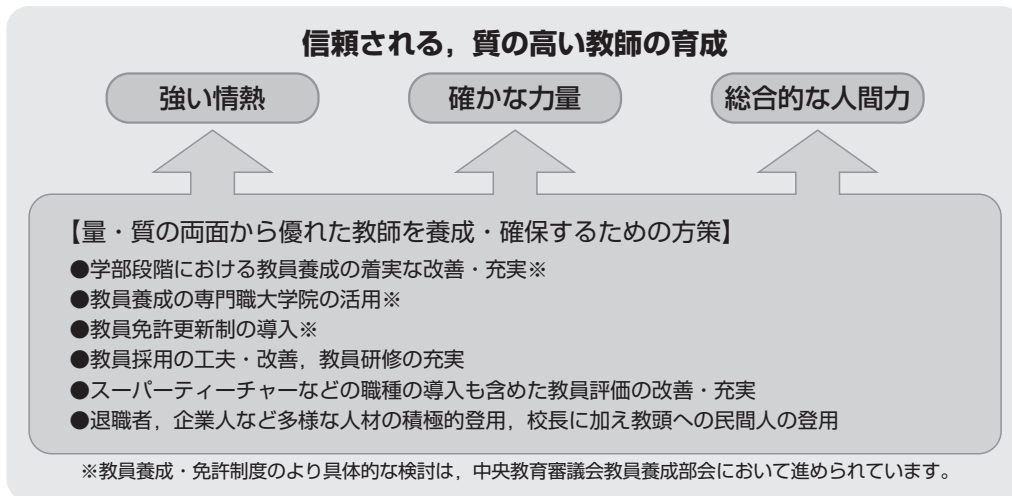 信頼される，質の高い教師の育成
強い情熱
確かな力量
総合的な人間力
【量・質の両面から優れた教師を養成・確保するための方策】
●学部段階における教員養成の着実な改善・充実※
●教員養成の専門職大学院の活用※
●教員免許更新制の導入※
●教員採用の工夫・改善，教員研修の充実
●スーパーティーチャーなどの職種の導入も含めた教員評価の改善・充実
●退職者，企業人など多様な人材の積極的登用，校長に加え教頭への民間人の登用
※教員養成・免許制度のより具体的な検討は，中央教育審議会教員養成部会において進められています。